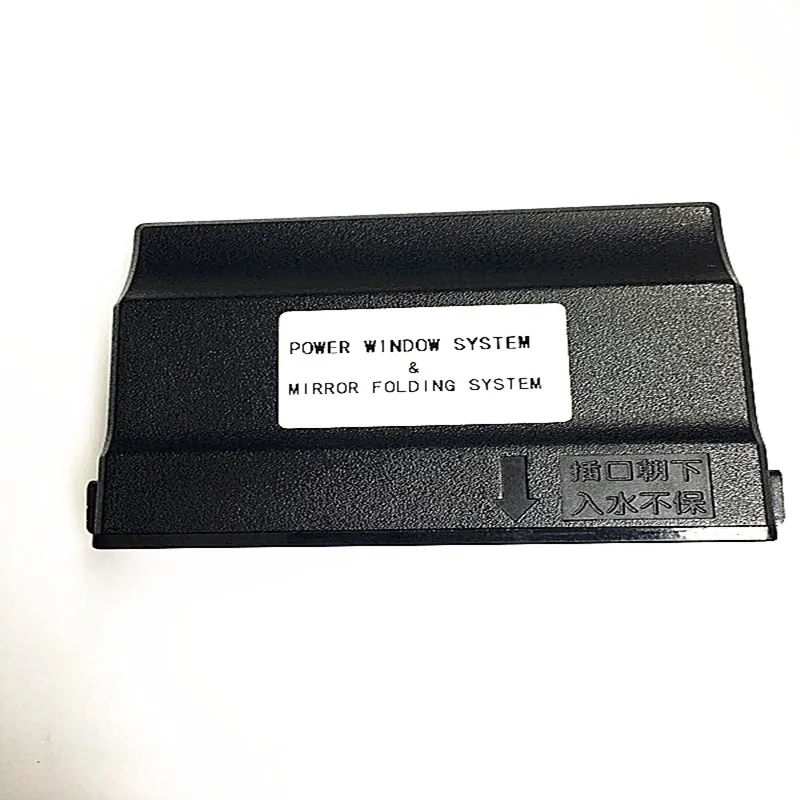 POWER WINDOW SYSTEM
&
MIRROR FOLDING SYSTEM
插口朝下
入水不保